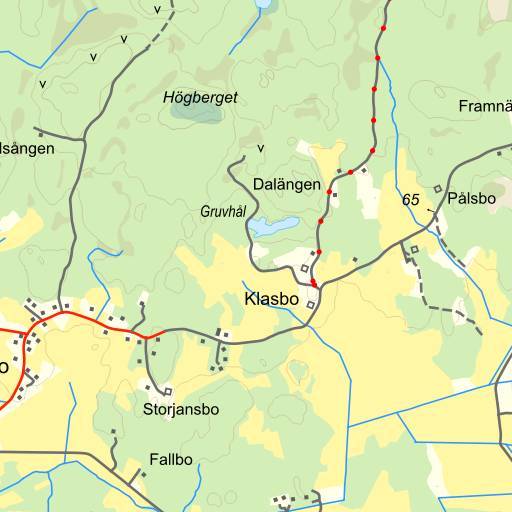 Högberget
Framnä
lsången
Dalängen
65
Pålsbo
Gruvhål
Klasbo
o
Storjansbo
Fallbo